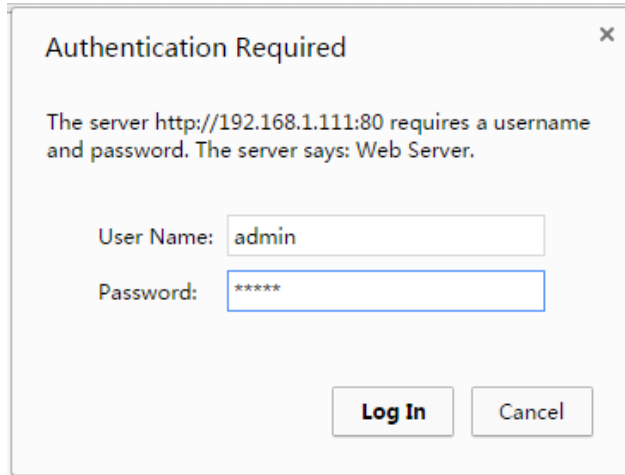 Authentication Required
The server http://192.168.1.111:80 requires a username
and password. The server says: Web Server.
User Name: admin
Password: *****
Log In Cancel